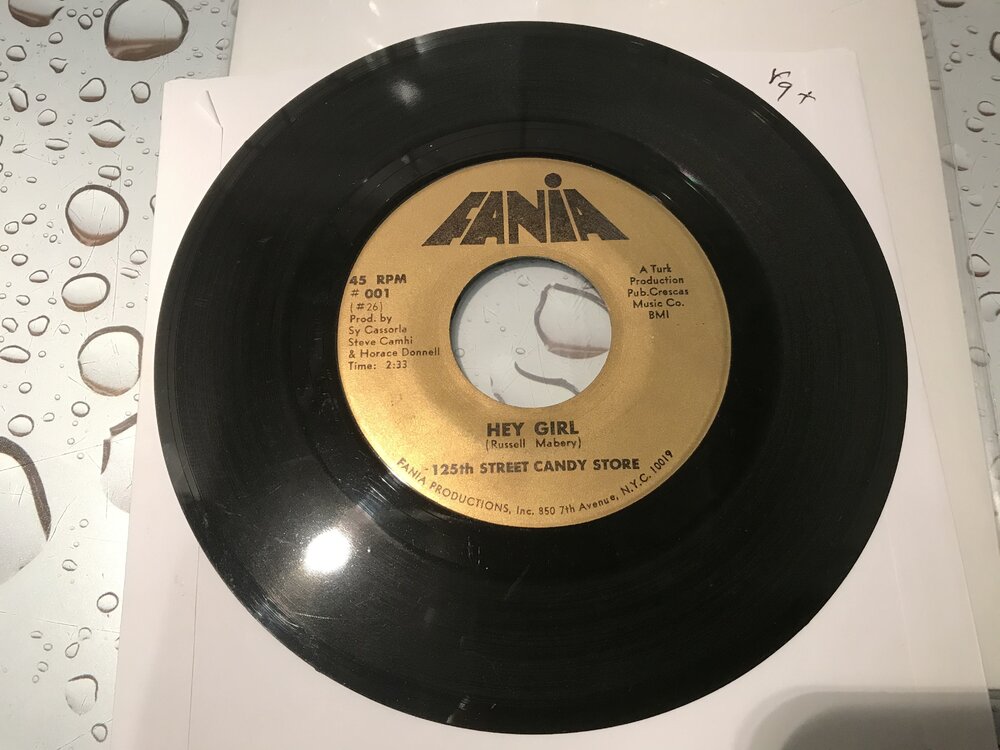 FANIA
45 RPM
# 001
(#26)
Prod. by
Sy Cassorla
Steve Camhi
& Horace Donnell
Time: 2:33
A Turk
Production
Pub.Crescas
Music Co.
BMI
HEY GIRL
(Russell Mabery)
125th STREET CANDY STORE
FANIA PRODUCTIONS, Inc. 850 7th Avenue, N.Y.C. 10019